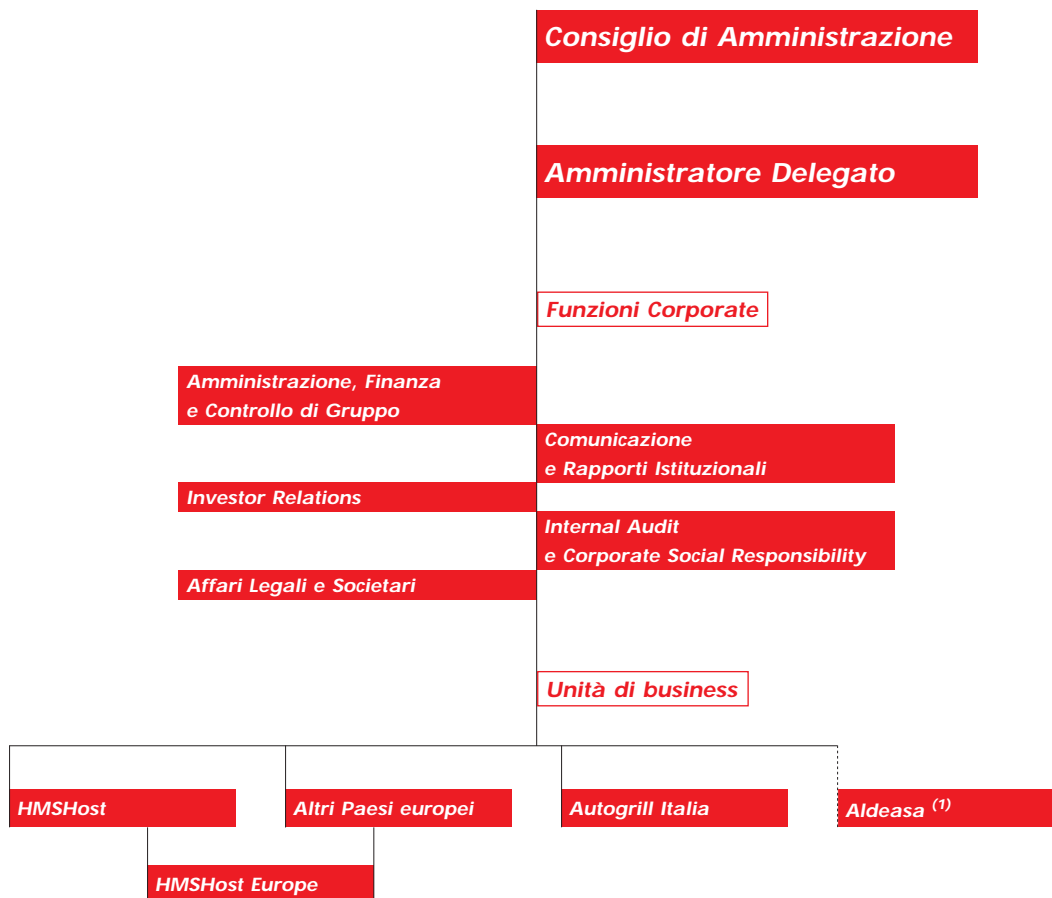 Consiglio di Amministrazione
Amministratore Delegato
Funzioni Corporate
Amministrazione, Finanza
e Controllo di Gruppo
Comunicazione
e Rapporti Istituzionali
Investor Relations
Internal Audit
e Corporate Social Responsibility
Affari Legali e Societari
Unità di business
HMSHost
Altri Paesi europei
Autogrill Italia
Aldeasa (1)
HMSHost Europe